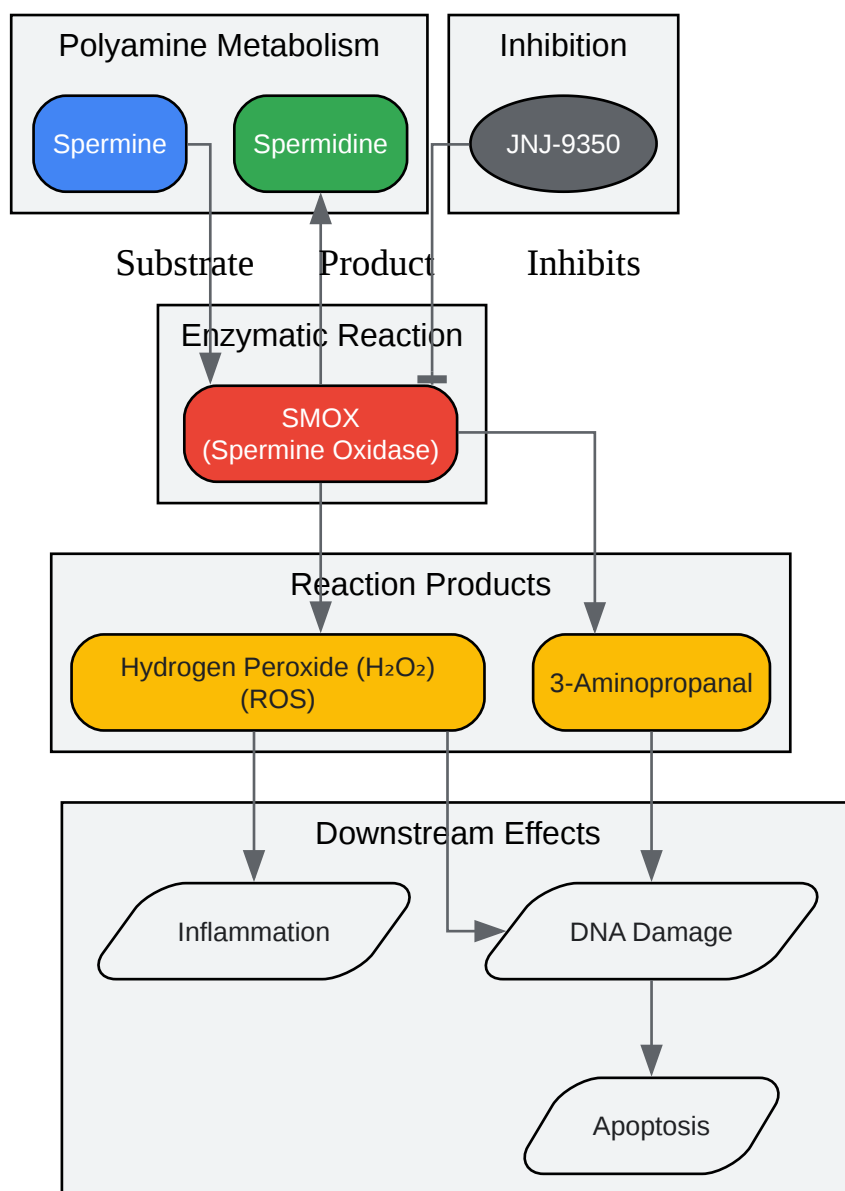 Polyamine Metabolism
Inhibition
Spermine
Spermidine
JNJ-9350
Substrate
Product
Inhibits
Enzymatic Reaction
SMOX
(Spermine Oxidase)
Reaction Products
Hydrogen Peroxide (H₂O₂)
(ROS)
3-Aminopropanal
Downstream Effects
Inflammation
DNA Damage
Apoptosis